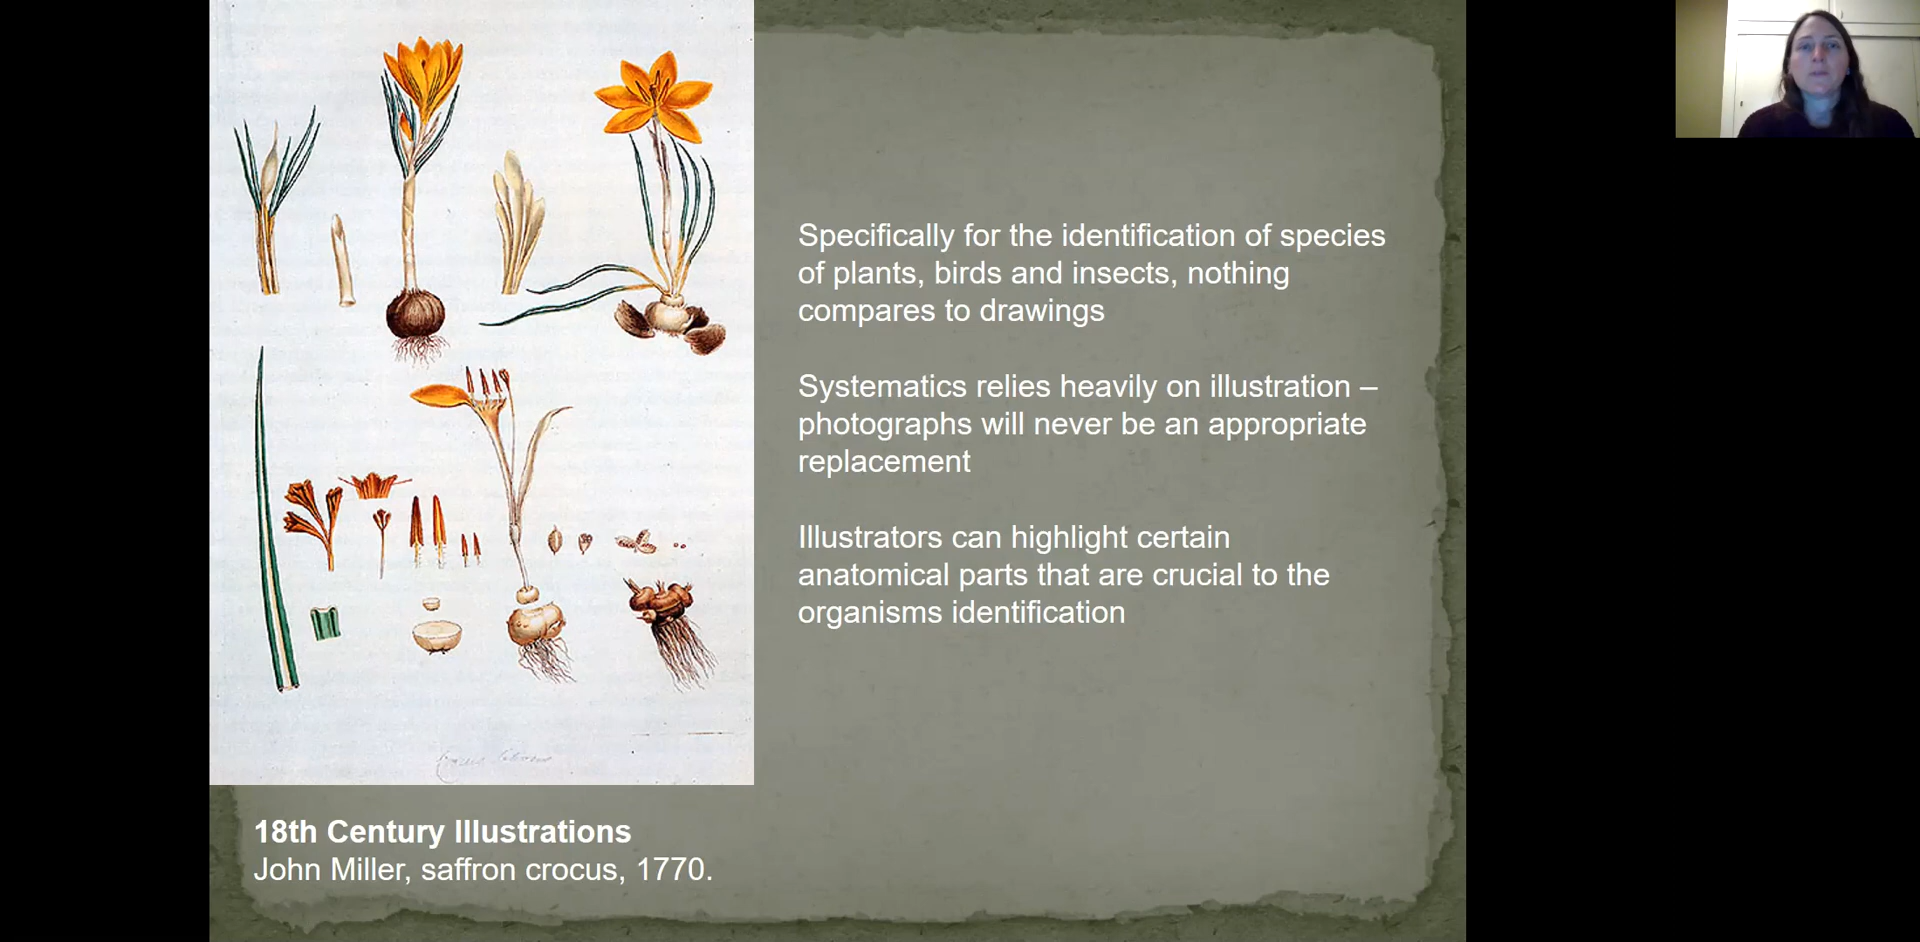 Specifically for the identification of species
of plants, birds and insects, nothing
compares to drawings
Systematics relies heavily on illustration –
photographs will never be an appropriate
replacement
Illustrators can highlight certain
anatomical parts that are crucial to the
organisms identification
18th Century Illustrations
John Miller, saffron crocus, 1770.